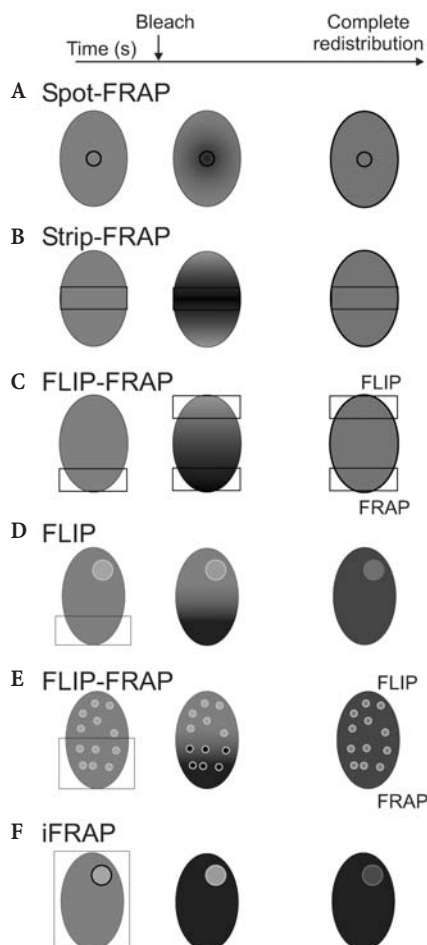 Bleach
Complete
Time (s)
redistribution
A Spot-FRAP
B Strip-FRAP
C FLIP-FRAP
FLIP
FRAP
D FLIP
E FLIP-FRAP
FLIP
FRAP
F iFRAP